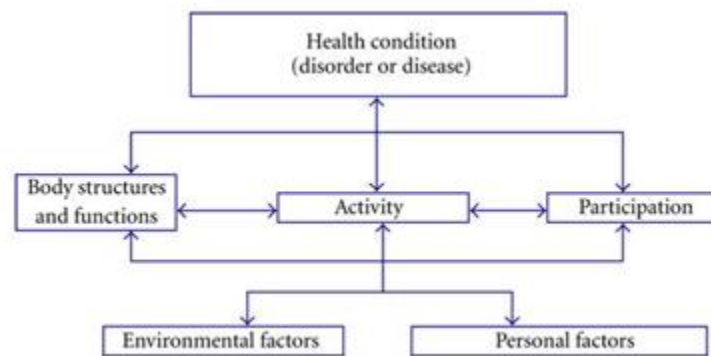 Health condition
(disorder or disease)
Body structures
and functions
Activity
Participation
Environmental factors
Personal factors